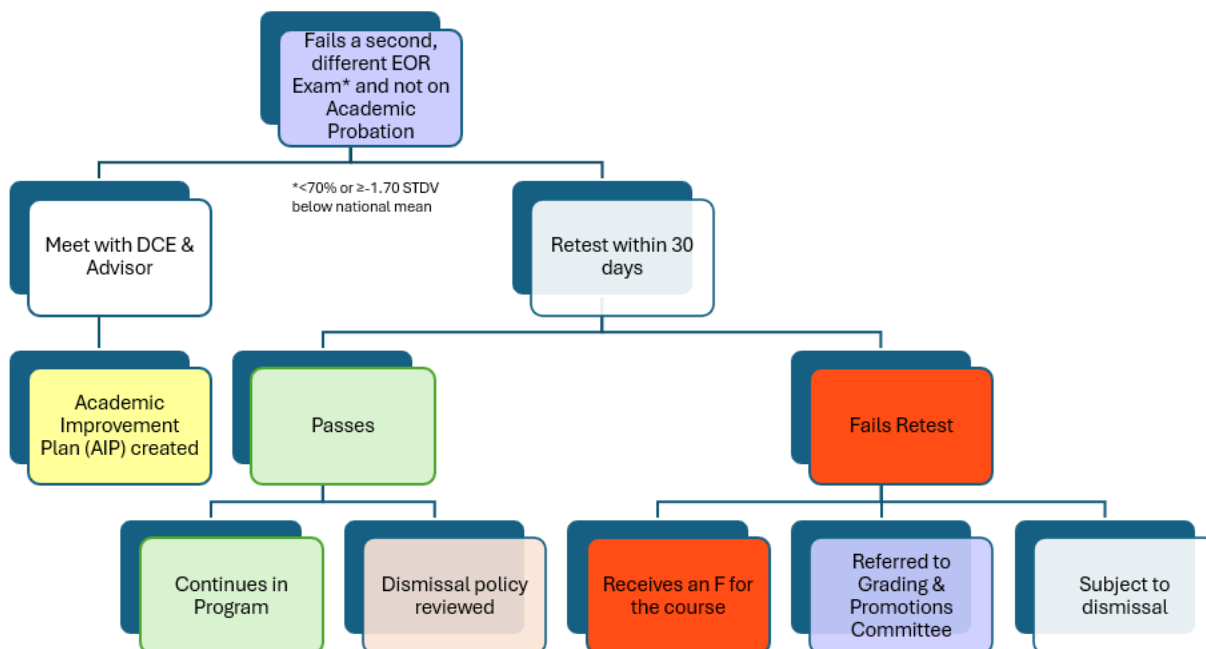 Fails a second,
different EOR
Exam* and not on
Academic
Probation
*<70% or ≥-1.70 STDV
below national mean
Meet with DCE &
Advisor
Retest within 30
days
Academic
Improvement
Plan (AIP) created
Passes
Fails Retest
Continues in
Program
Dismissal policy
reviewed
Receives an F for
the course
Referred to
Grading &
Promotions
Committee
Subject to
dismissal